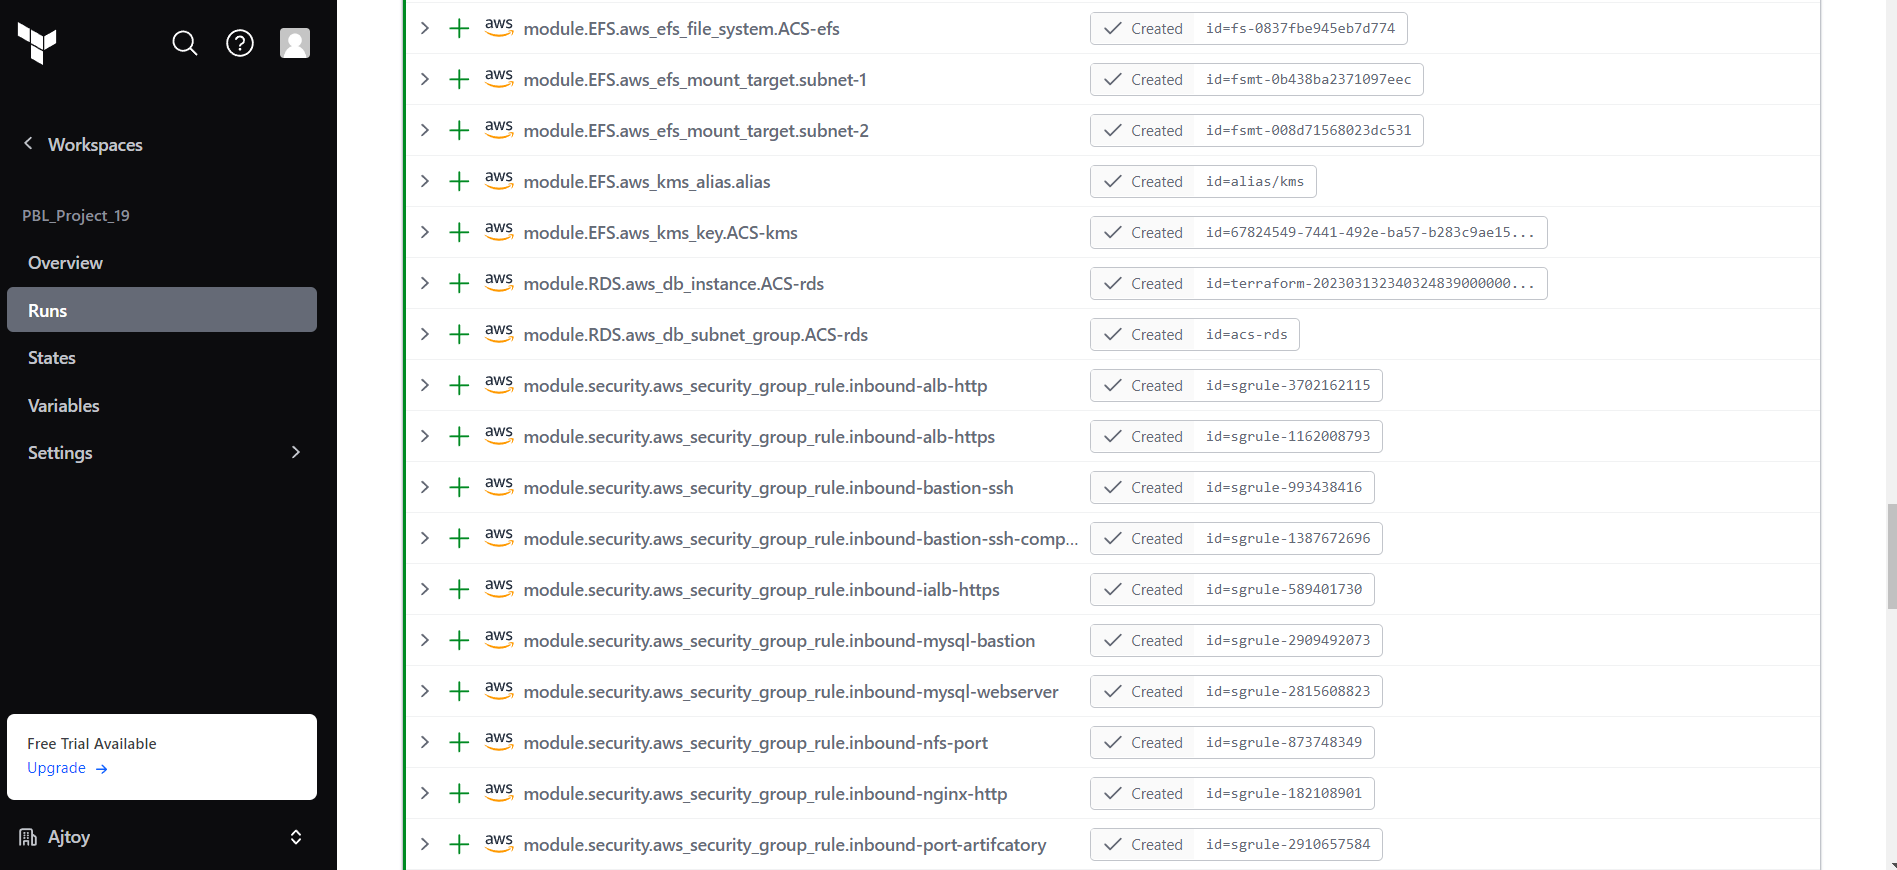 Workspaces
PBL_Project_19
Overview
Runs
States
Variables
Settings
Free Trial Available
Upgrade →
Ajtoy
aws module.EFS.aws_efs_file_system.ACS-efs Created id=fs-0837fbe945eb7d774
aws module.EFS.aws_efs_mount_target.subnet-1 Created id=fsmt-0b438ba2371097eec
aws module.EFS.aws_efs_mount_target.subnet-2 Created id=fsmt-008d71568023dc531
aws module.EFS.aws_kms_alias.alias Created id=alias/kms
aws module.EFS.aws_kms_key.ACS-kms Created id=67824549-7441-492e-ba57-b283c9ae15...
aws module.RDS.aws_db_instance.ACS-rds Created id=terraform-202303132340324839000000...
aws module.RDS.aws_db_subnet_group.ACS-rds Created id=acs-rds
aws module.security.aws_security_group_rule.inbound-alb-http Created id=sgrule-3702162115
aws module.security.aws_security_group_rule.inbound-alb-https Created id=sgrule-1162008793
aws module.security.aws_security_group_rule.inbound-bastion-ssh Created id=sgrule-993438416
aws module.security.aws_security_group_rule.inbound-bastion-ssh-comp... Created id=sgrule-1387672696
aws module.security.aws_security_group_rule.inbound-ialb-https Created id=sgrule-589401730
aws module.security.aws_security_group_rule.inbound-mysql-bastion Created id=sgrule-2909492073
aws module.security.aws_security_group_rule.inbound-mysql-webserver Created id=sgrule-2815608823
aws module.security.aws_security_group_rule.inbound-nfs-port Created id=sgrule-873748349
aws module.security.aws_security_group_rule.inbound-nginx-http Created id=sgrule-182108901
aws module.security.aws_security_group_rule.inbound-port-artifcatory Created id=sgrule-2910657584